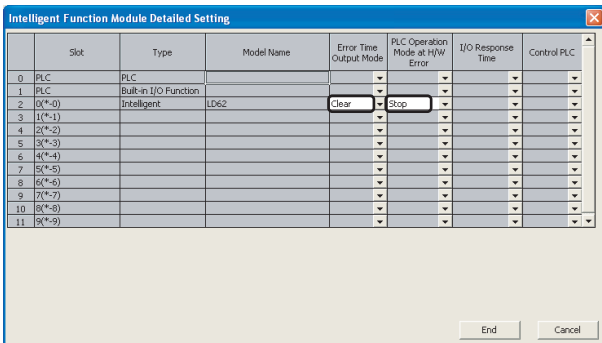 Intelligent Function Module Detailed Setting
Slot Type Model Name Error Time Output Mode PLC Operation Mode at H/W Error I/O Response Time Control PLC
0 PLC PLC
1 PLC Built-in I/O Function
2 0(*-0) Intelligent LD62 Clear Stop
3 1(*-1)
4 2(*-2)
5 3(*-3)
6 4(*-4)
7 5(*-5)
8 6(*-6)
9 7(*-7)
10 8(*-8)
11 9(*-9)
End Cancel